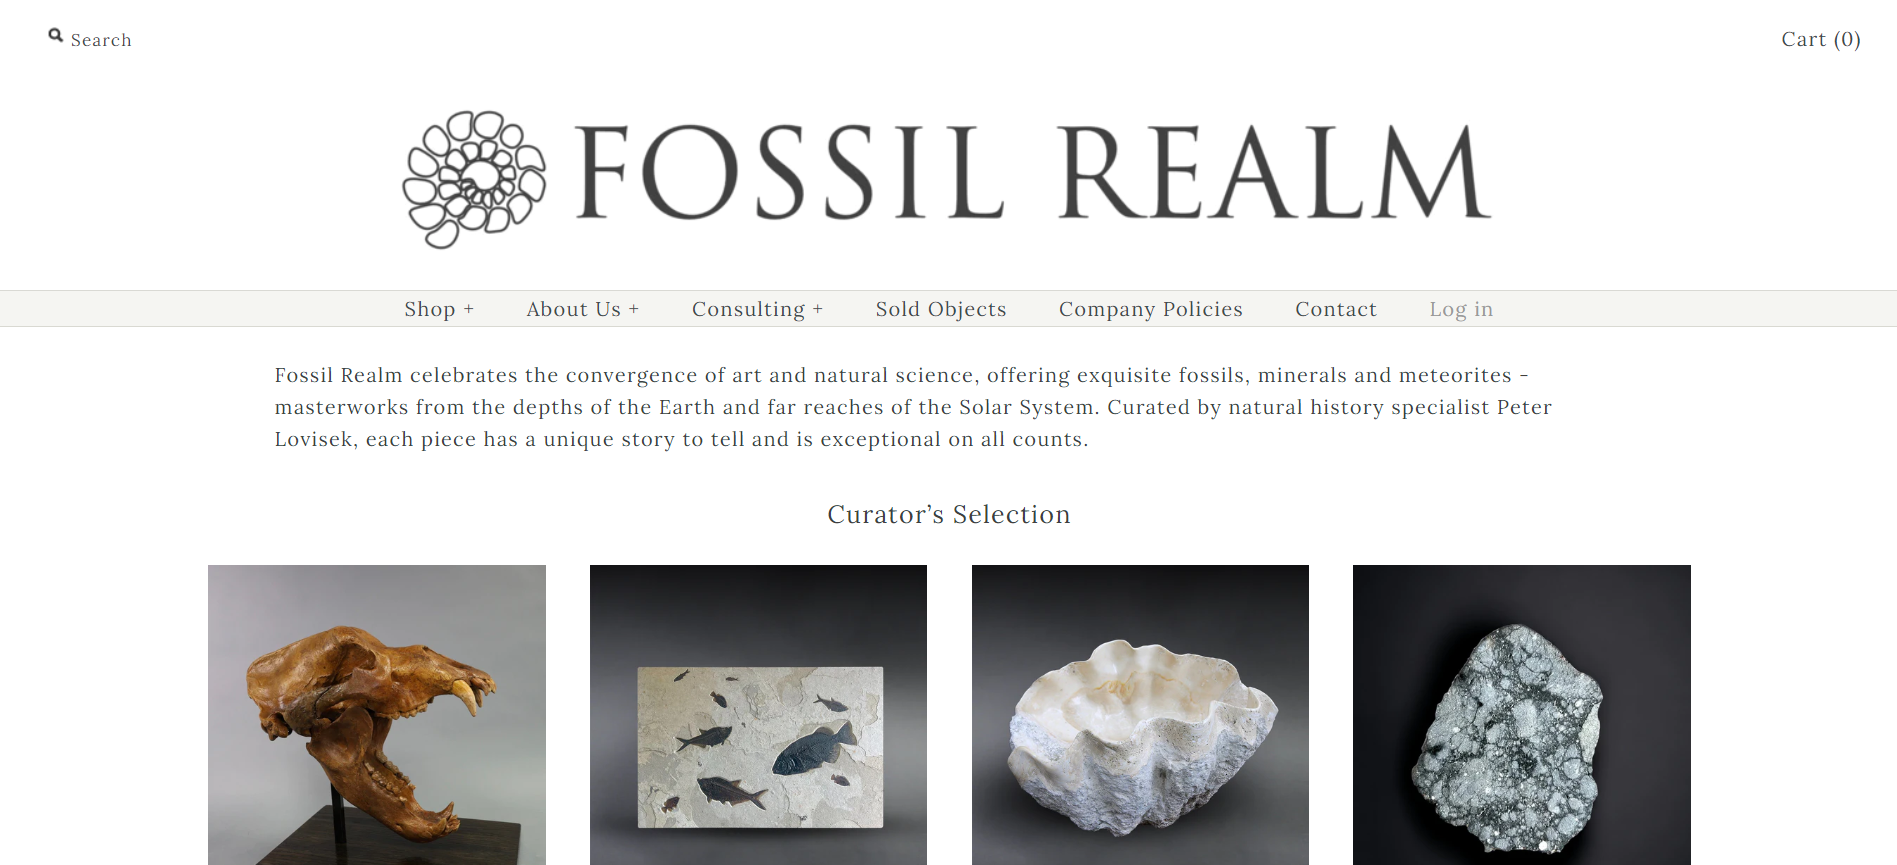 Search
Cart (0)
FOSSIL REALM
Shop + About Us + Consulting + Sold Objects Company Policies Contact Log in
Fossil Realm celebrates the convergence of art and natural science, offering exquisite fossils, minerals and meteorites -
masterworks from the depths of the Earth and far reaches of the Solar System. Curated by natural history specialist Peter
Lovisek, each piece has a unique story to tell and is exceptional on all counts.
Curator’s Selection